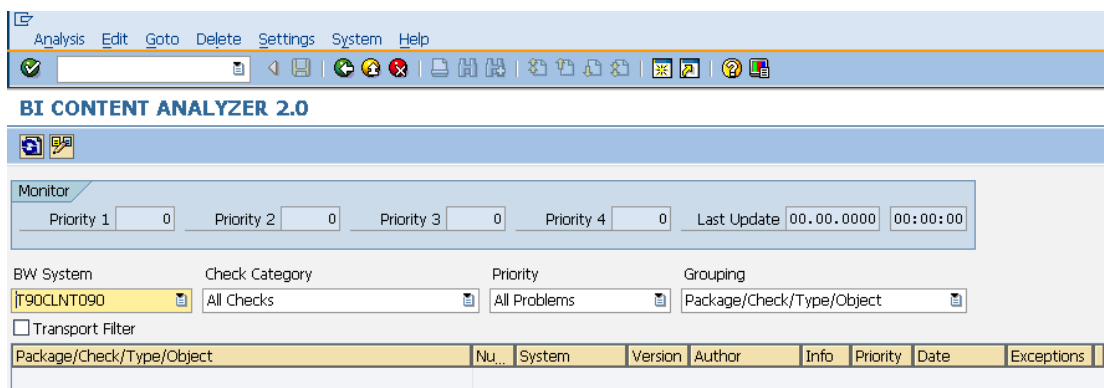 Analysis Edit Goto Delete Settings System Help
BI CONTENT ANALYZER 2.0
Monitor
Priority 1 0 Priority 2 0 Priority 3 0 Priority 4 0 Last Update 00.00.0000 00:00:00
BW System Check Category Priority Grouping
T90CLNT090 All Checks All Problems Package/Check/Type/Object
Transport Filter
Package/Check/Type/Object Nu... System Version Author Info Priority Date Exceptions